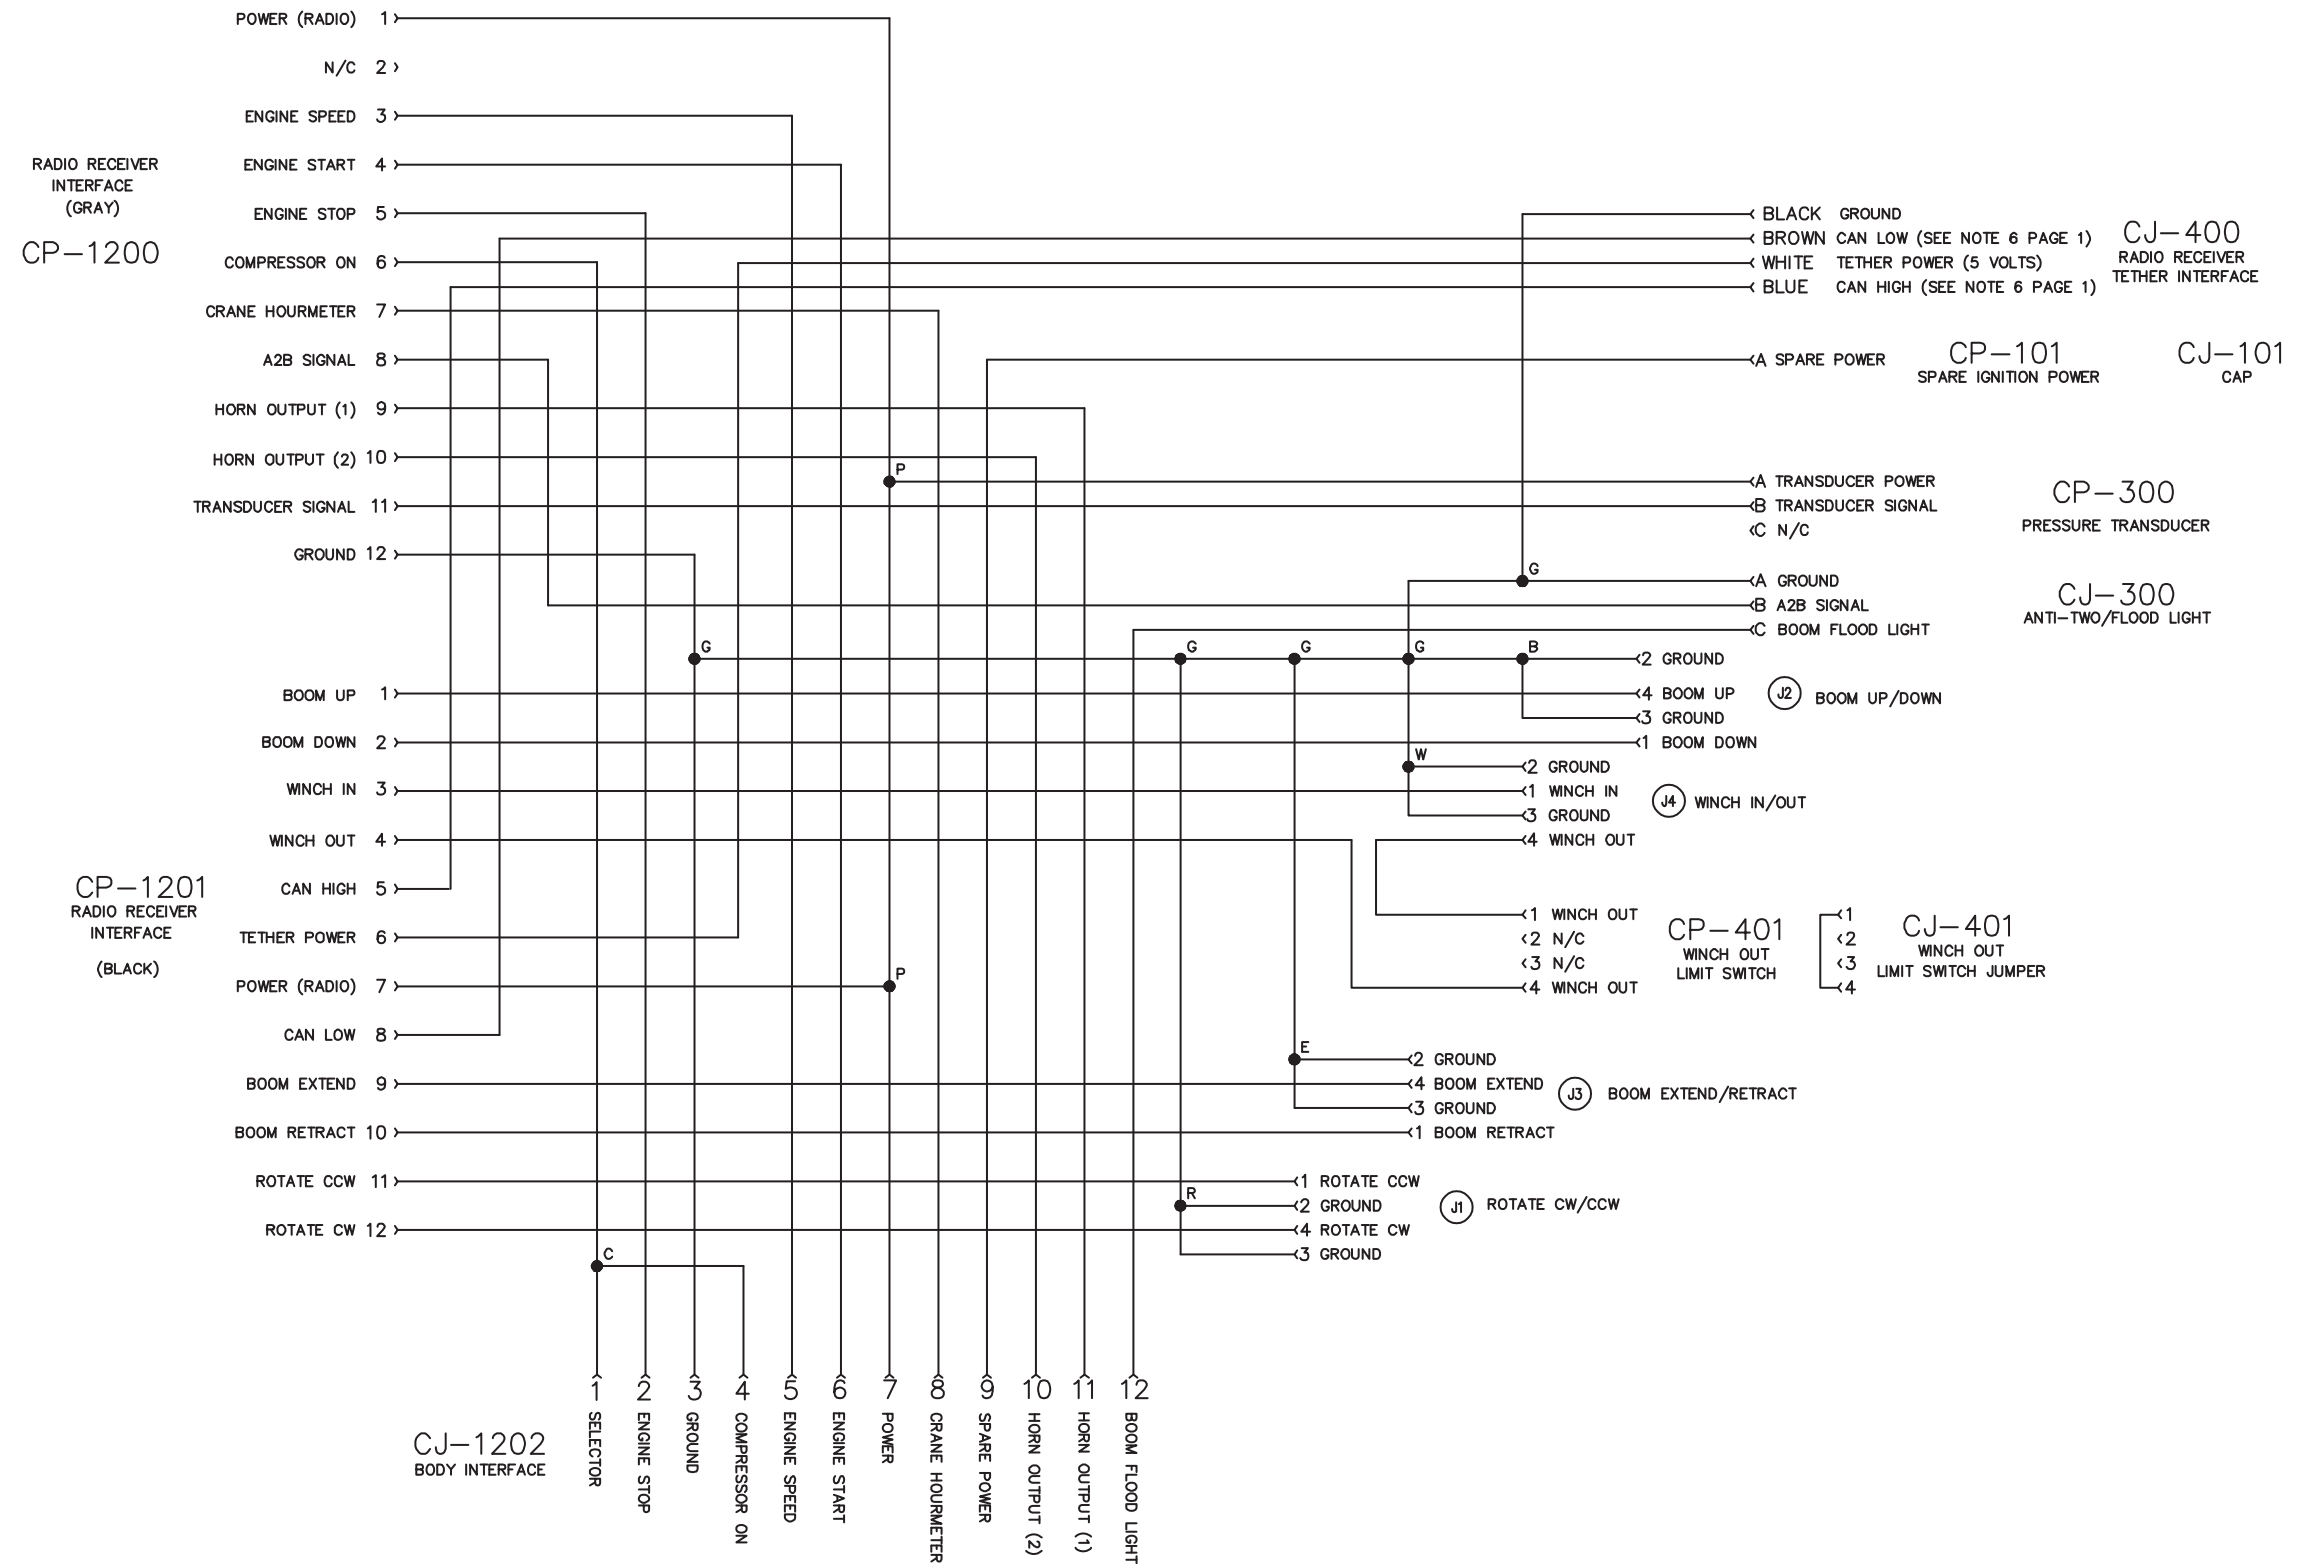 POWER (RADIO) 1
N/C 2
ENGINE SPEED 3
ENGINE START 4
ENGINE STOP 5
COMPRESSOR ON 6
CRANE HOURMETER 7
A2B SIGNAL 8
HORN OUTPUT (1) 9
HORN OUTPUT (2) 10
TRANSDUCER SIGNAL 11
GROUND 12
RADIO RECEIVER
INTERFACE
(GRAY)
CP-1200
BOOM UP 1
BOOM DOWN 2
WINCH IN 3
WINCH OUT 4
CAN HIGH 5
TETHER POWER 6
POWER (RADIO) 7
CAN LOW 8
BOOM EXTEND 9
BOOM RETRACT 10
ROTATE CCW 11
ROTATE CW 12
CP-1201
RADIO RECEIVER
INTERFACE
(BLACK)
BLACK GROUND
BROWN CAN LOW (SEE NOTE 6 PAGE 1)
WHITE TETHER POWER (5 VOLTS)
BLUE CAN HIGH (SEE NOTE 6 PAGE 1)
CJ-400
RADIO RECEIVER
TETHER INTERFACE
A SPARE POWER
CP-101
SPARE IGNITION POWER
CJ-101
CAP
P
A TRANSDUCER POWER
B TRANSDUCER SIGNAL
C N/C
CP-300
PRESSURE TRANSDUCER
G
A GROUND
B A2B SIGNAL
C BOOM FLOOD LIGHT
CJ-300
ANTI-TWO/FLOOD LIGHT
G G G G B
2 GROUND
4 BOOM UP
3 GROUND
1 BOOM DOWN
J2 BOOM UP/DOWN
W
2 GROUND
1 WINCH IN
3 GROUND
4 WINCH OUT
J4 WINCH IN/OUT
1 WINCH OUT
2 N/C
3 N/C
4 WINCH OUT
CP-401
WINCH OUT
LIMIT SWITCH
1
2
3
4
CJ-401
WINCH OUT
LIMIT SWITCH JUMPER
P
E
2 GROUND
4 BOOM EXTEND
3 GROUND
1 BOOM RETRACT
J3 BOOM EXTEND/RETRACT
R
1 ROTATE CCW
2 GROUND
4 ROTATE CW
3 GROUND
J1 ROTATE CW/CCW
C
CJ-1202
BODY INTERFACE
1 SELECTOR
2 ENGINE STOP
3 GROUND
4 COMPRESSOR ON
5 ENGINE SPEED
6 ENGINE START
7 POWER
8 CRANE HOURMETER
9 SPARE POWER
10 HORN OUTPUT (2)
11 HORN OUTPUT (1)
12 BOOM FLOOD LIGHT